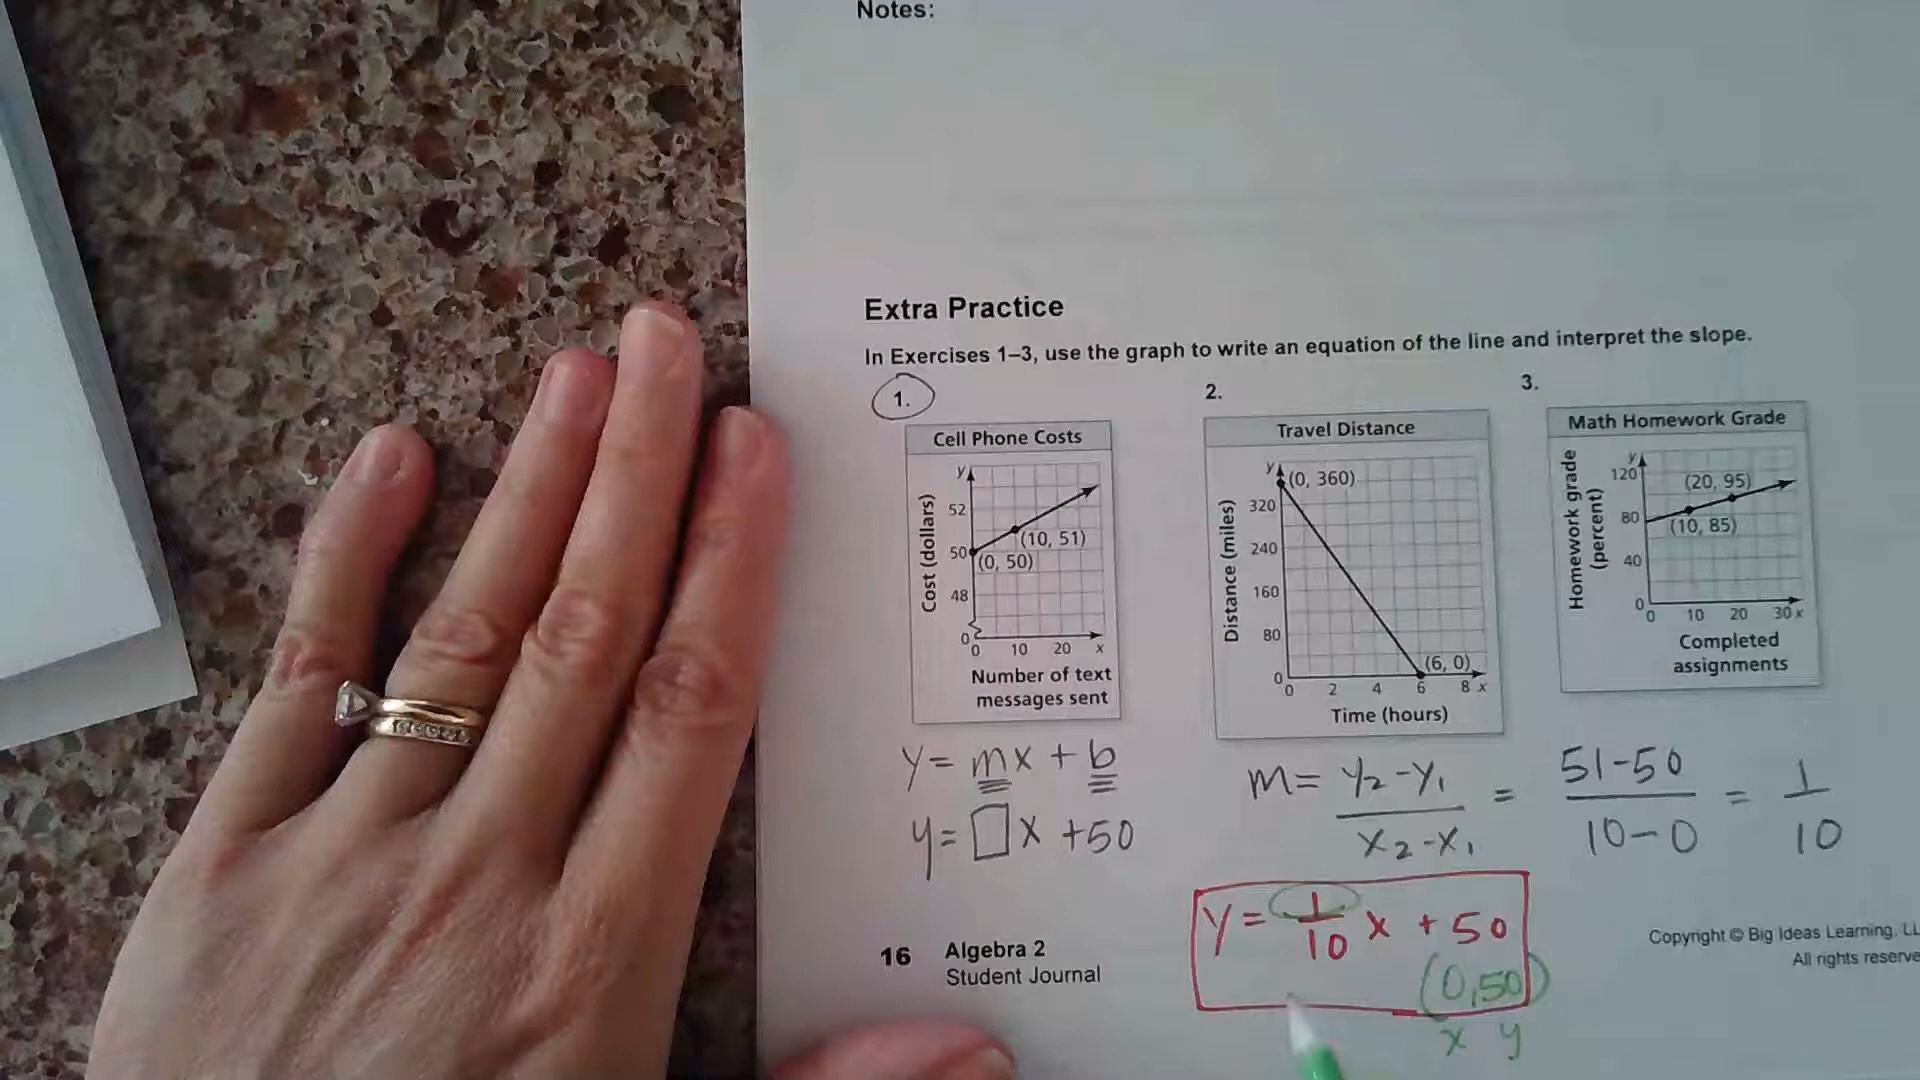 Notes:
Extra Practice
In Exercises 1–3, use the graph to write an equation of the line and interpret the slope.
1.
Cell Phone Costs
y
Cost (dollars)
52
50
48
0
(10, 51)
(0, 50)
0 10 20 x
Number of text
messages sent
2.
Travel Distance
y
Distance (miles)
(0, 360)
320
240
160
80
0
(6, 0)
0 2 4 6 8 x
Time (hours)
3.
Math Homework Grade
y
Homework grade
(percent)
120
80
40
0
(20, 95)
(10, 85)
0 10 20 30 x
Completed
assignments
y = mx + b
y = □x +50
m = y₂-y₁ / x₂-x₁ = 51-50 / 10-0 = 1/10
y = 1/10 x + 50
(0,50)
x y
16 Algebra 2
Student Journal
Copyright © Big Ideas Learning, LL
All rights reserve